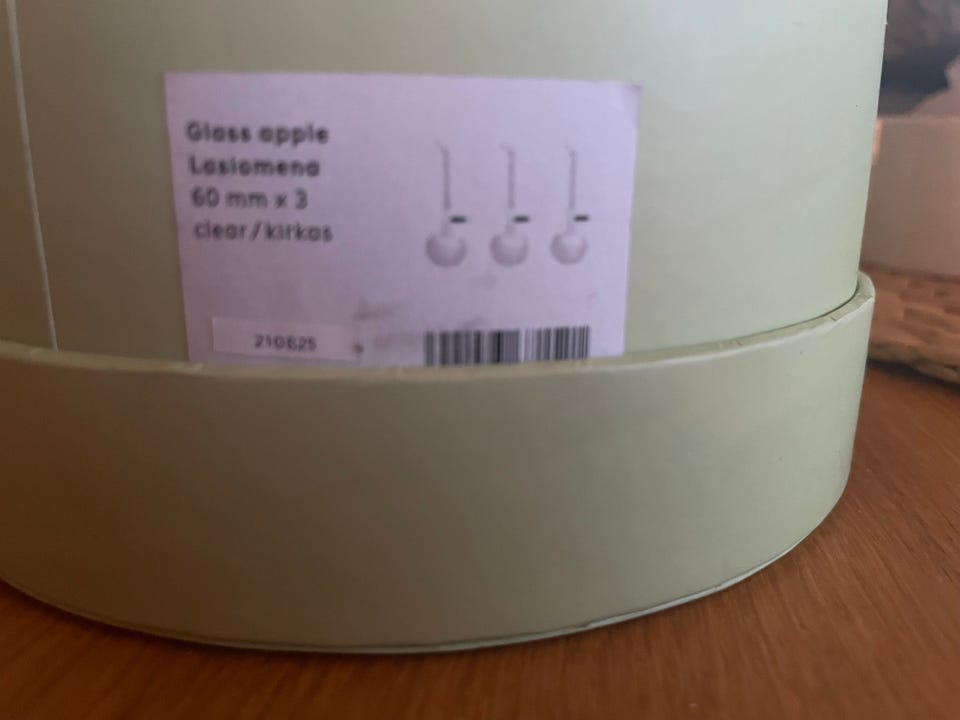 Glass apple
Lasiomena
60 mm x 3
clear/kirkas
210625